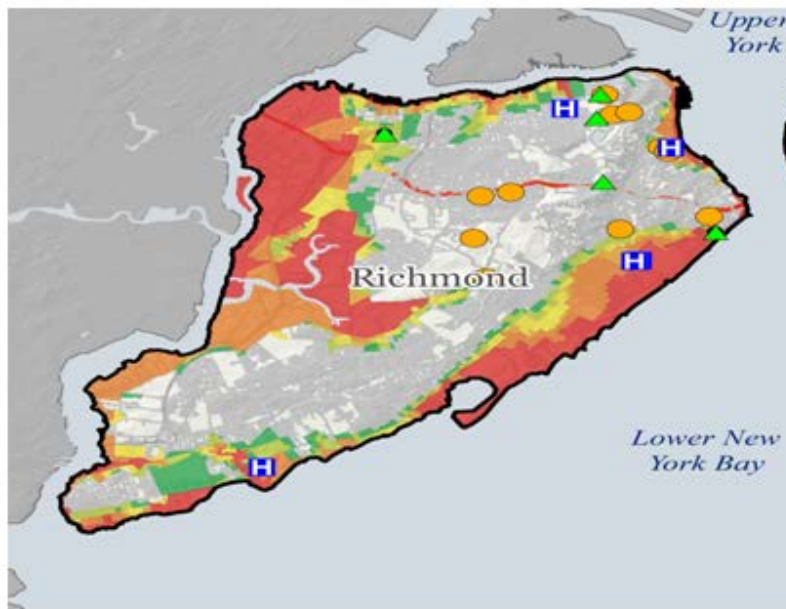 Upper
York
H
H
H
Richmond
Lower New
York Bay
H